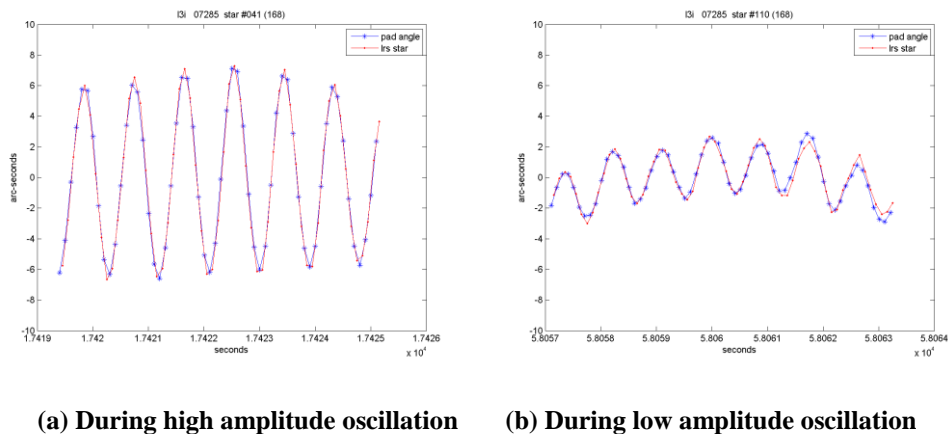 l3i 07285 star #041 (168)
pad angle
lrs star
arc-seconds
10
8
6
4
2
0
-2
-4
-6
-8
-10
1.7419 1.742 1.7421 1.7422 1.7423 1.7424 1.7425 1.7426
seconds
x 10^4
(a) During high amplitude oscillation
l3i 07285 star #110 (168)
pad angle
lrs star
arc-seconds
10
8
6
4
2
0
-2
-4
-6
-8
-10
5.8057 5.8058 5.8059 5.806 5.8061 5.8062 5.8063 5.8064
seconds
x 10^4
(b) During low amplitude oscillation